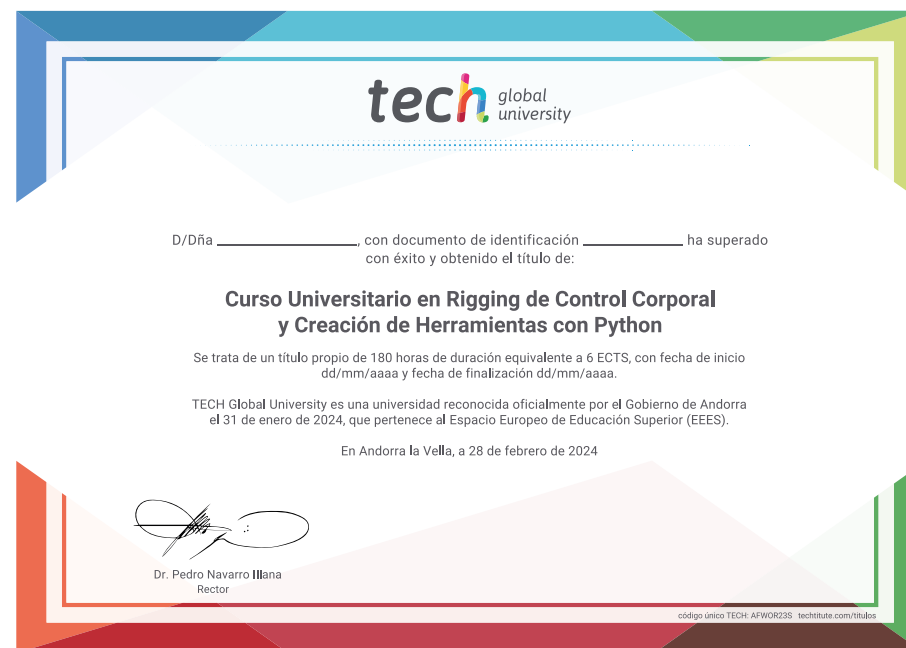 tech global university
D/Dña ________________, con documento de identificación ____________ ha superado
con éxito y obtenido el título de:
Curso Universitario en Rigging de Control Corporal
y Creación de Herramientas con Python
Se trata de un título propio de 180 horas de duración equivalente a 6 ECTS, con fecha de inicio
dd/mm/aaaa y fecha de finalización dd/mm/aaaa.
TECH Global University es una universidad reconocida oficialmente por el Gobierno de Andorra
el 31 de enero de 2024, que pertenece al Espacio Europeo de Educación Superior (EEES).
En Andorra la Vella, a 28 de febrero de 2024
Dr. Pedro Navarro Illana
Rector
código único TECH: AFWOR23S techtitute.com/titulos